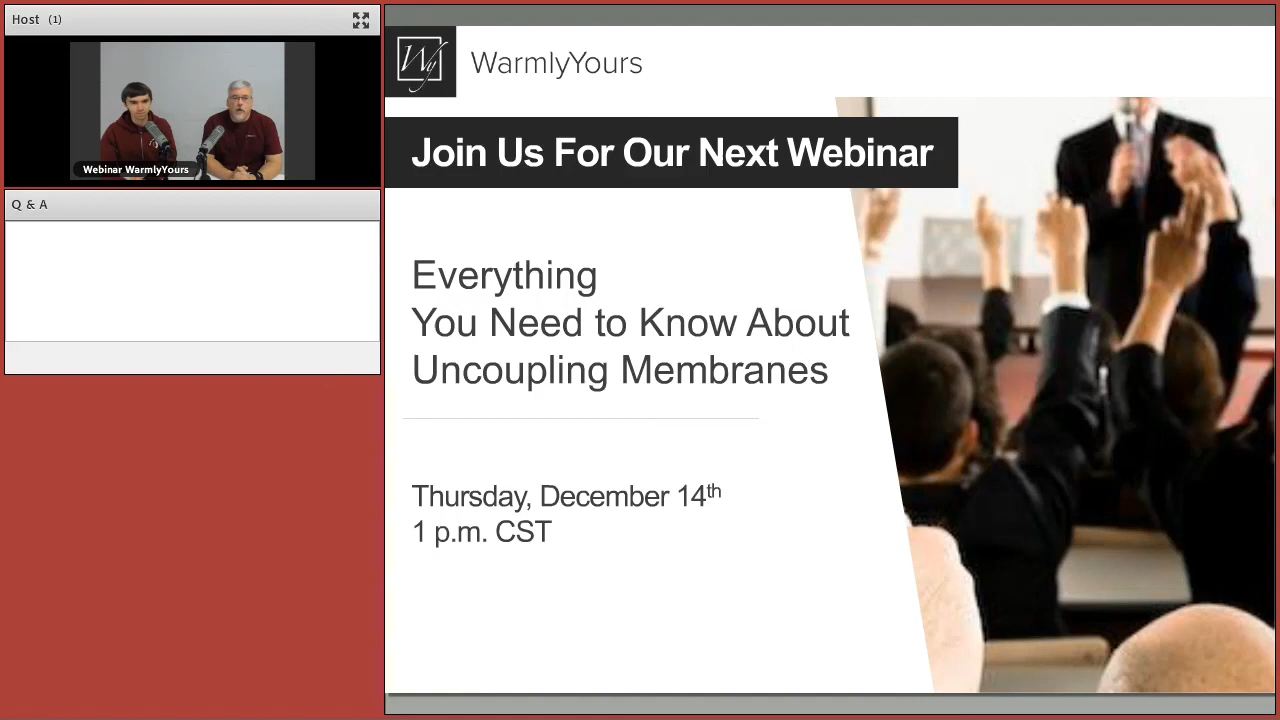 Host (1)
Webinar WarmlyYours
Q & A
Wy
WarmlyYours
Join Us For Our Next Webinar
Everything
You Need to Know About
Uncoupling Membranes
Thursday, December 14th
1 p.m. CST